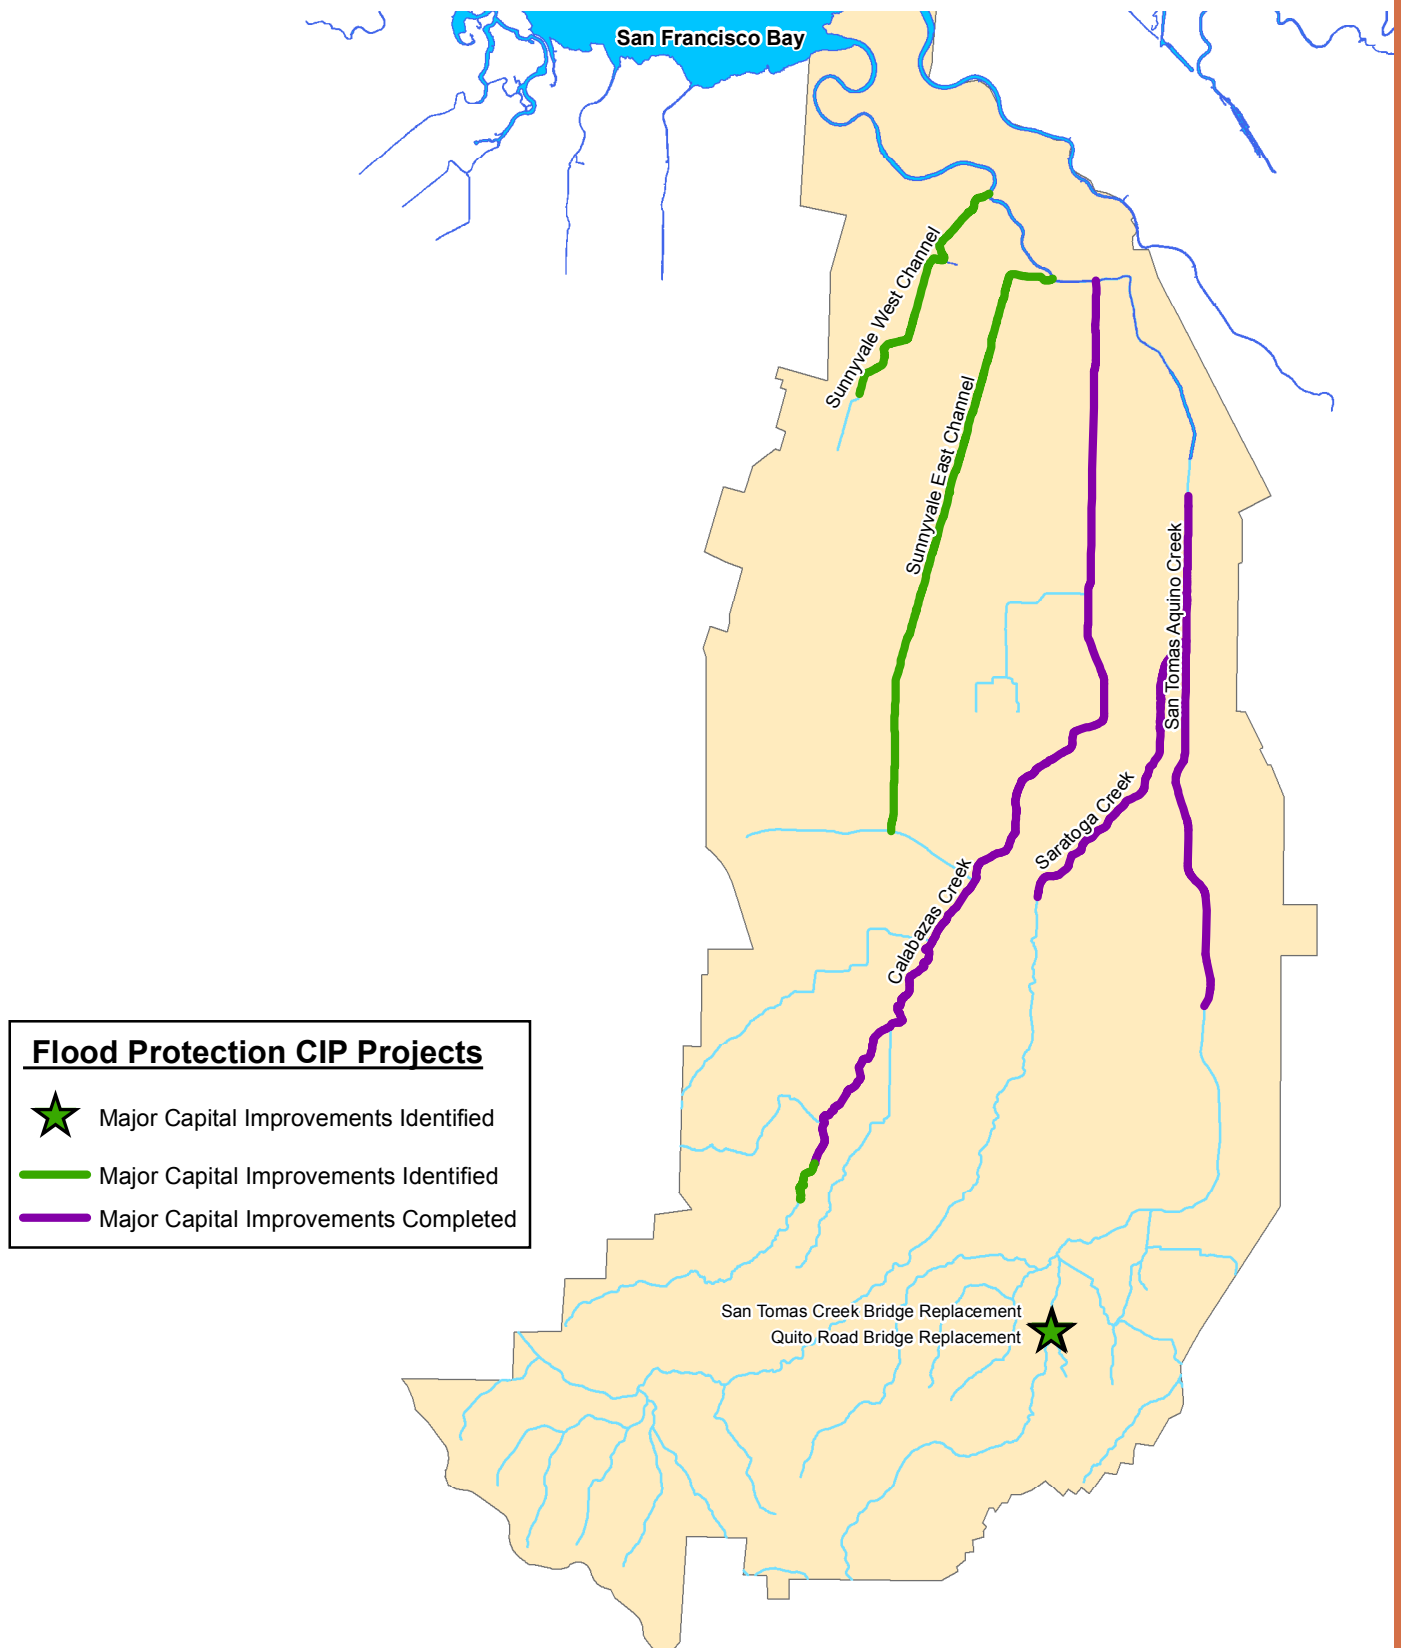 San Francisco Bay
Sunnyvale West Channel
Sunnyvale East Channel
San Tomas Aquino Creek
Saratoga Creek
Calabazas Creek
Flood Protection CIP Projects
Major Capital Improvements Identified
Major Capital Improvements Identified
Major Capital Improvements Completed
San Tomas Creek Bridge Replacement
Quito Road Bridge Replacement